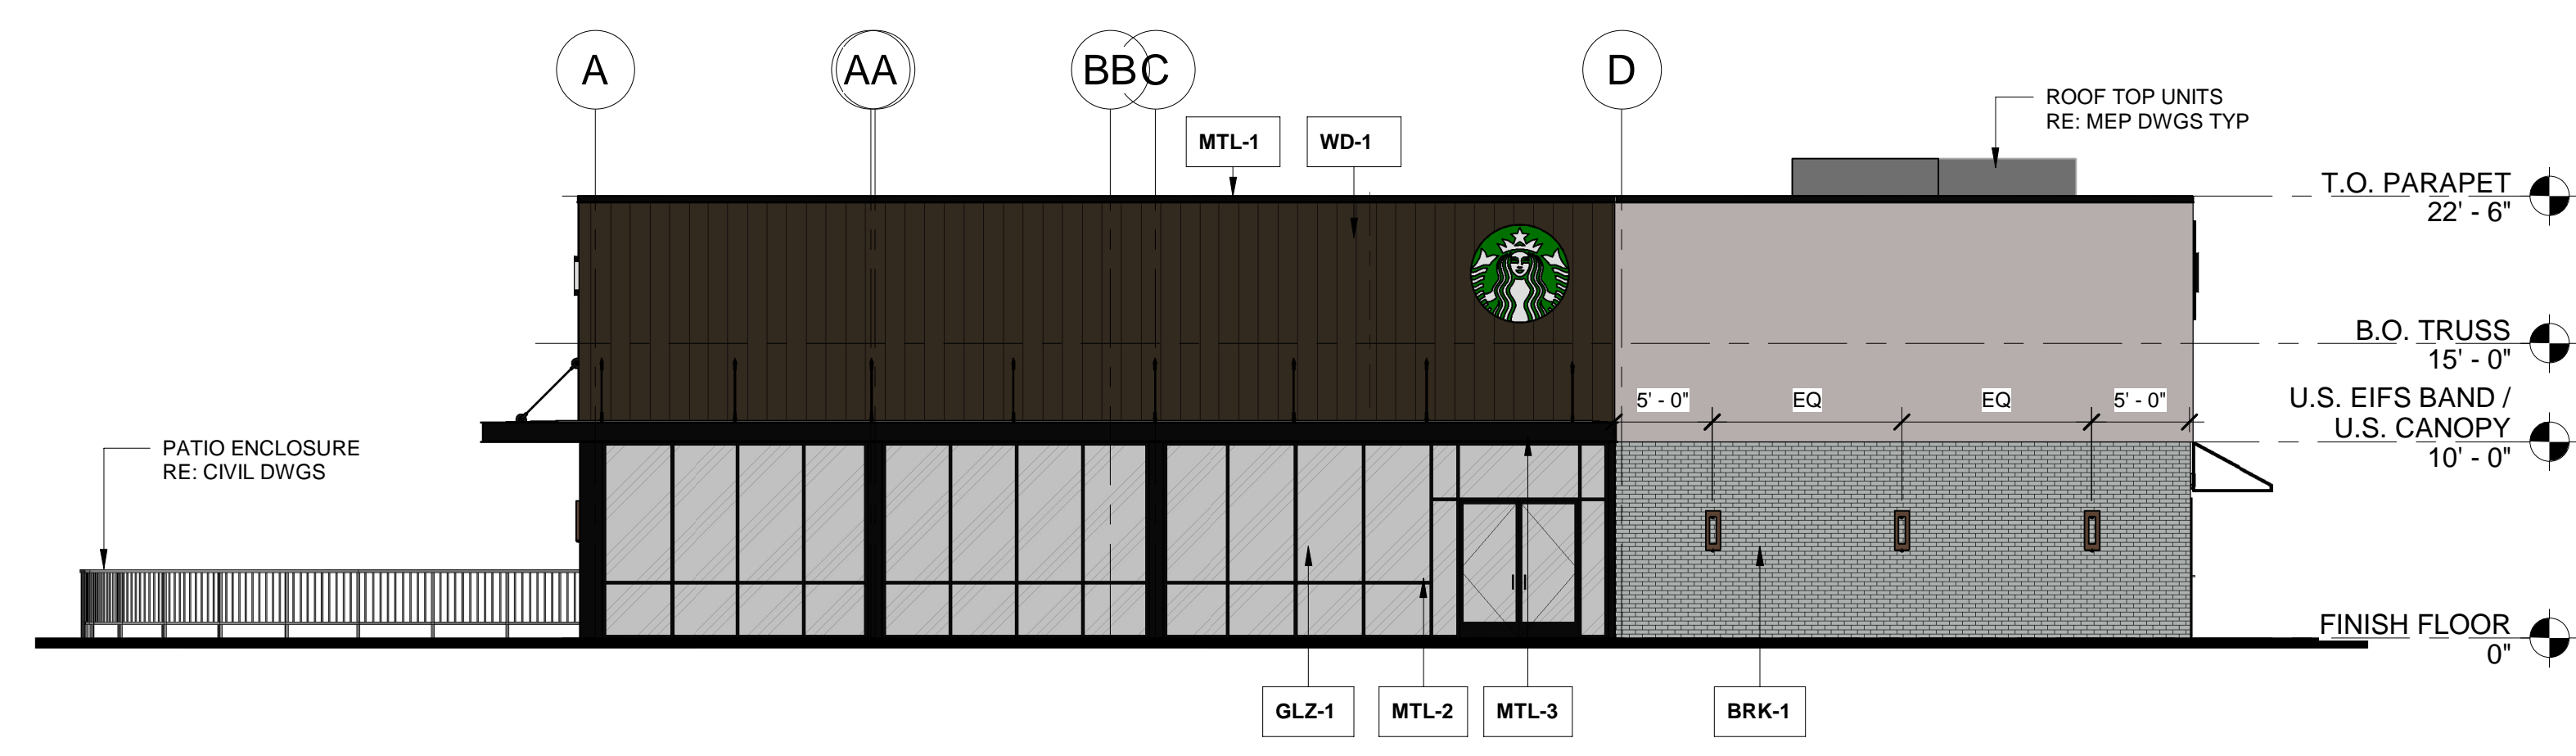 A
AA
BB
C
D
MTL-1
WD-1
ROOF TOP UNITS
RE: MEP DWGS TYP
T.O. PARAPET
22' - 6"
B.O. TRUSS
15' - 0"
5' - 0"
EQ
EQ
5' - 0"
U.S. EIFS BAND /
U.S. CANOPY
10' - 0"
PATIO ENCLOSURE
RE: CIVIL DWGS
FINISH FLOOR
0"
GLZ-1
MTL-2
MTL-3
BRK-1